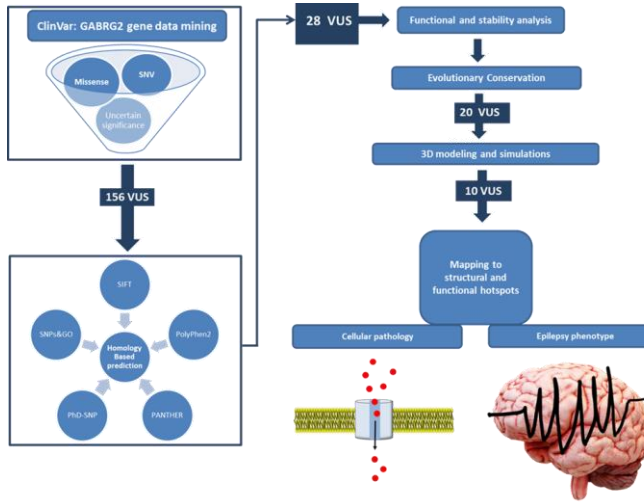 ClinVar: GABRG2 gene data mining
Missense
SNV
Uncertain
significance
156 VUS
SIFT
SNPs&GO
PolyPhen2
Homology
Based
prediction
PhD-SNP
PANTHER
28 VUS
Functional and stability analysis
Evolutionary Conservation
20 VUS
3D modeling and simulations
10 VUS
Mapping to
structural and
functional hotspots
Cellular pathology
Epilepsy phenotype